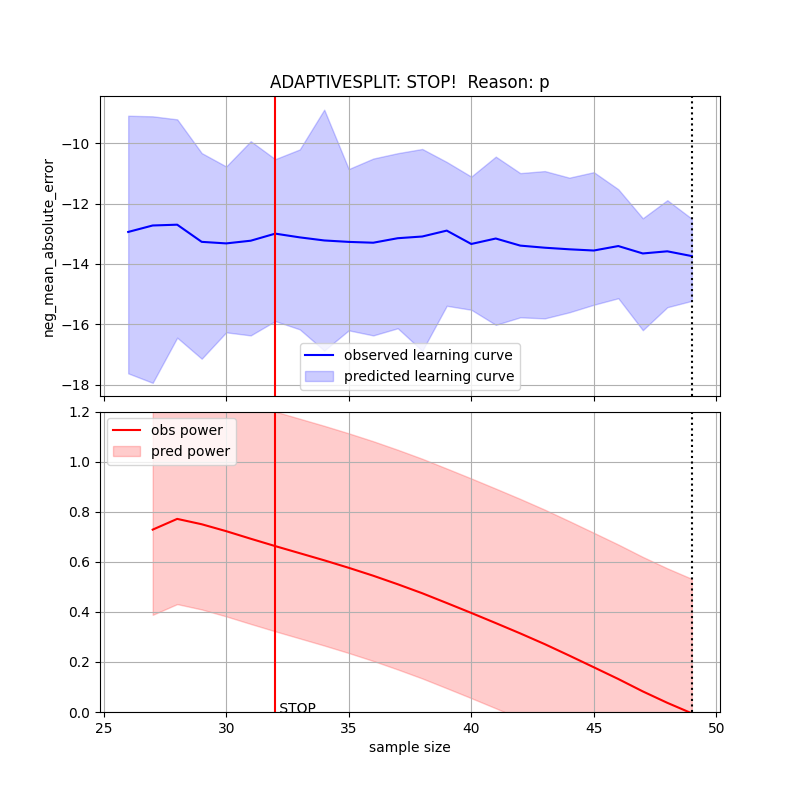 ADAPTIVESPLIT: STOP!  Reason: p
neg_mean_absolute_error
−10
−12
−14
−16
−18
observed learning curve
predicted learning curve
1.2
1.0
0.8
0.6
0.4
0.2
0.0
obs power
pred power
STOP
25 30 35 40 45 50
sample size